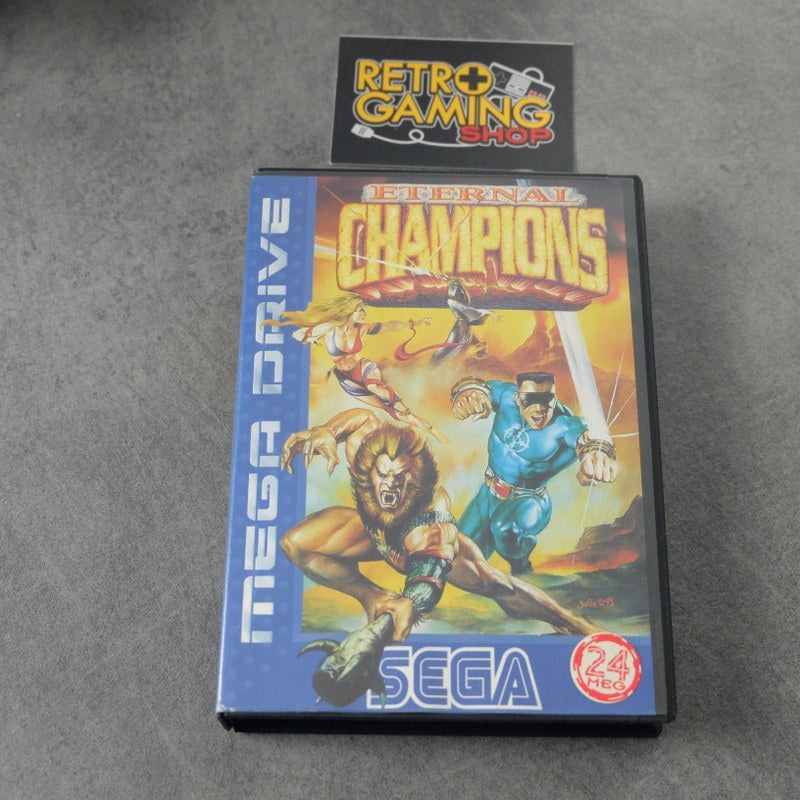 RETRO
GAMING
SHOP
ETERNAL
CHAMPIONS
MEGA DRIVE
SEGA
24
MEG